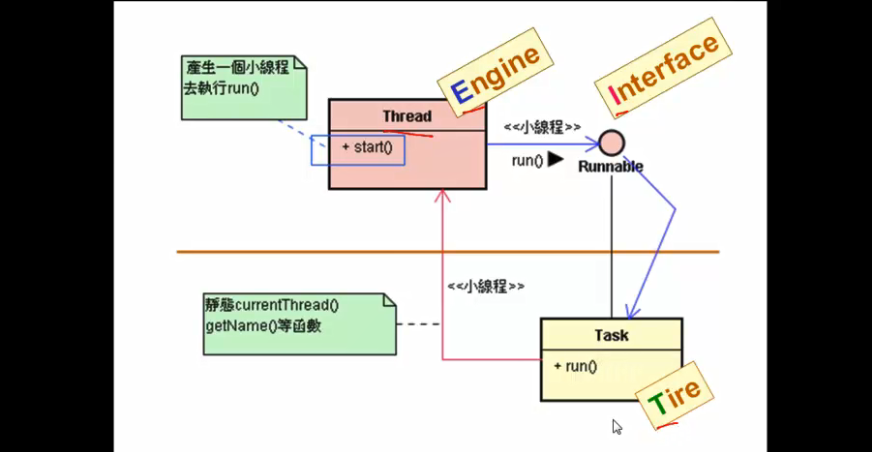 產生一個小線程
去執行run()
Engine
Interface
Thread
+ start()
<<小線程>>
run()
Runnable
<<小線程>>
靜態currentThread()
getName()等函數
Task
+ run()
Tire